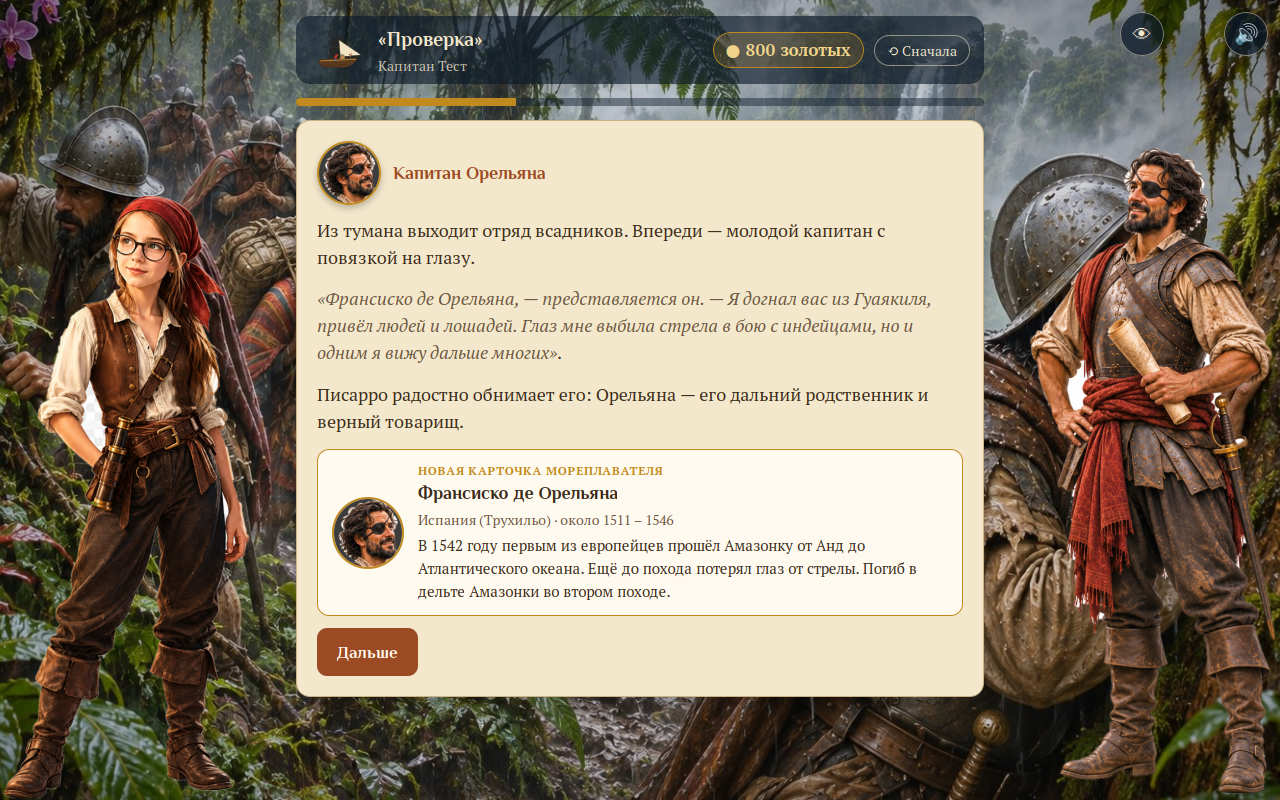 «Проверка»
Капитан Тест
800 золотых
⟲ Сначала
Капитан Орельяна
Из тумана выходит отряд всадников. Впереди — молодой капитан с
повязкой на глазу.
«Франсиско де Орельяна, — представляется он. — Я догнал вас из Гуаякиля,
привёл людей и лошадей. Глаз мне выбила стрела в бою с индейцами, но и
одним я вижу дальше многих».
Писарро радостно обнимает его: Орельяна — его дальний родственник и
верный товарищ.
НОВАЯ КАРТОЧКА МОРЕПЛАВАТЕЛЯ
Франсиско де Орельяна
Испания (Трухильо) · около 1511 – 1546
В 1542 году первым из европейцев прошёл Амазонку от Анд до
Атлантического океана. Ещё до похода потерял глаз от стрелы. Погиб в
дельте Амазонки во втором походе.
Дальше